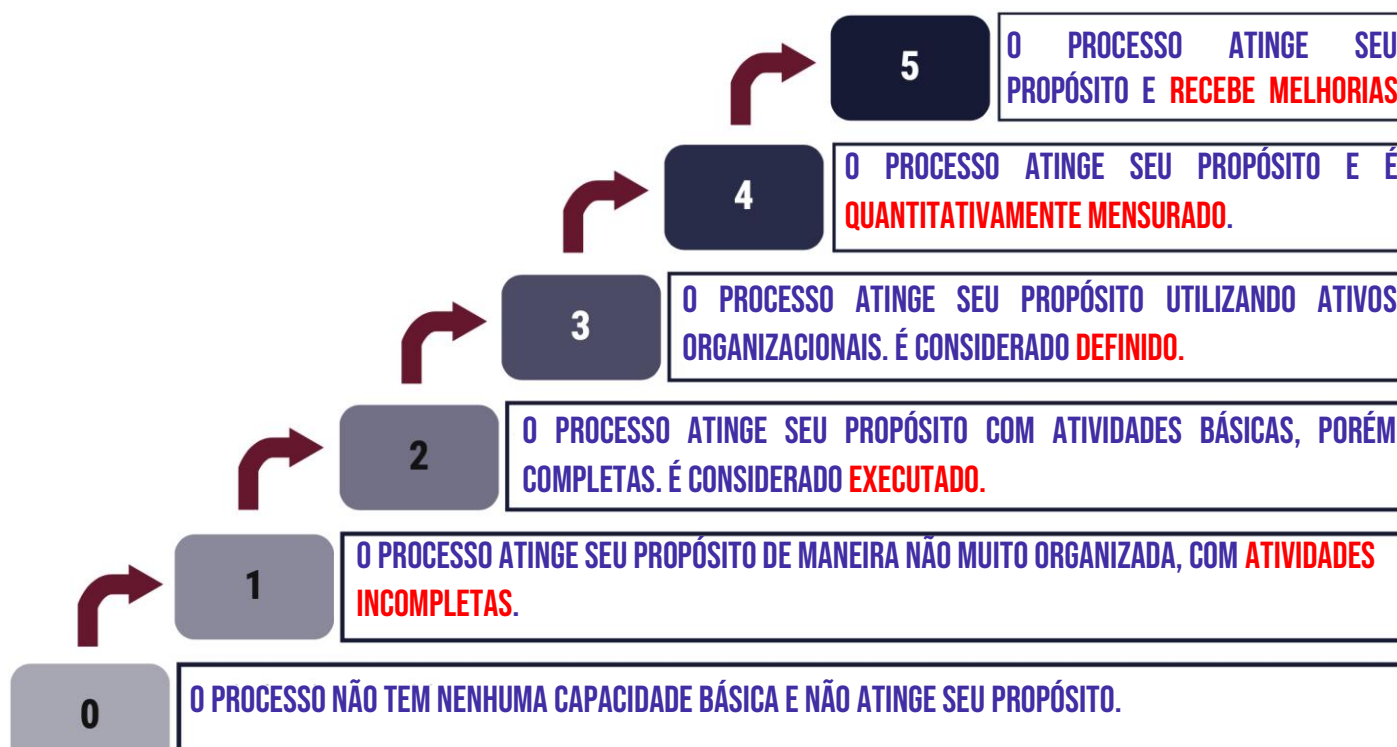 5
O PROCESSO ATINGE SEU
PROPÓSITO E RECEBE MELHORIAS
4
O PROCESSO ATINGE SEU PROPÓSITO E É
QUANTITATIVAMENTE MENSURADO.
3
O PROCESSO ATINGE SEU PROPÓSITO UTILIZANDO ATIVOS
ORGANIZACIONAIS. É CONSIDERADO DEFINIDO.
2
O PROCESSO ATINGE SEU PROPÓSITO COM ATIVIDADES BÁSICAS, PORÉM
COMPLETAS. É CONSIDERADO EXECUTADO.
1
O PROCESSO ATINGE SEU PROPÓSITO DE MANEIRA NÃO MUITO ORGANIZADA, COM ATIVIDADES
INCOMPLETAS.
0
O PROCESSO NÃO TEM NENHUMA CAPACIDADE BÁSICA E NÃO ATINGE SEU PROPÓSITO.